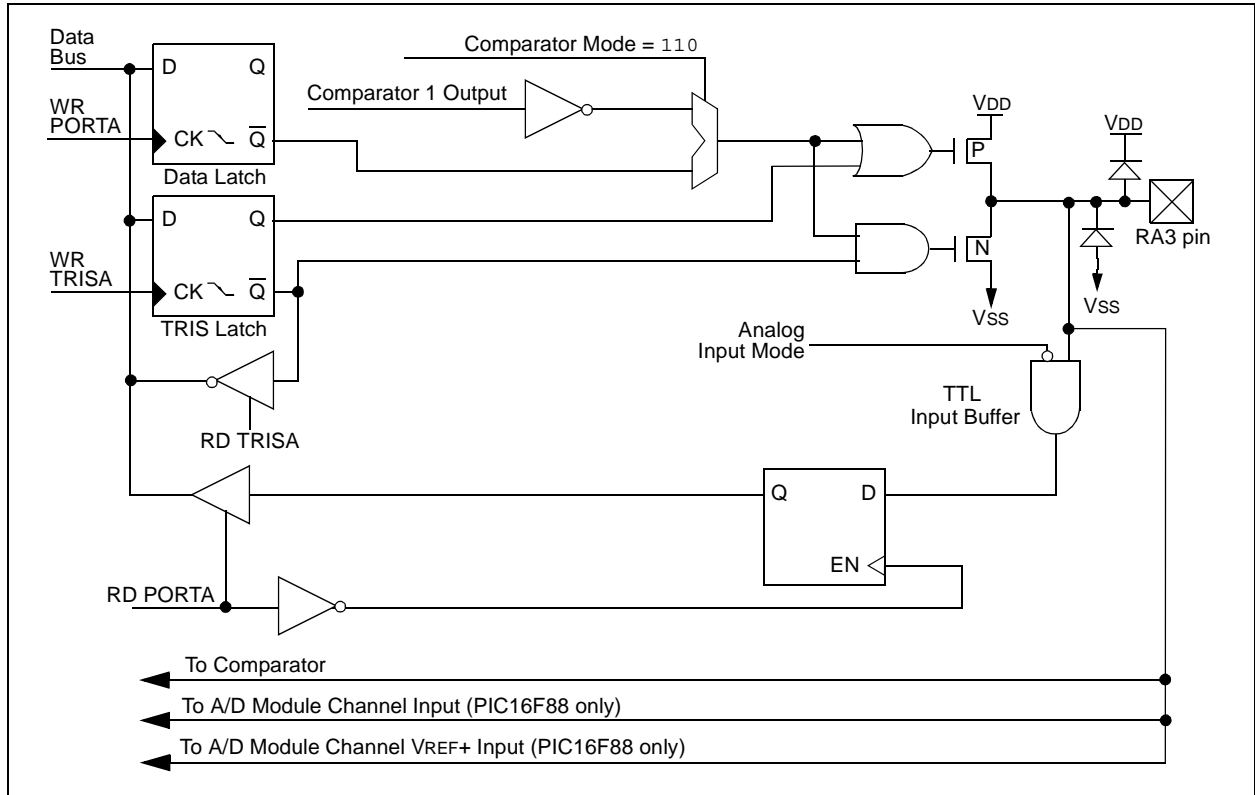 Data
Bus
Comparator Mode = 110
D Q
Comparator 1 Output
VDD
VDD
WR
PORTA
CK Q
P
Data Latch
D Q
RA3 pin
WR
TRISA
N
CK Q
VSS
VSS
TRIS Latch
Analog
Input Mode
TTL
Input Buffer
RD TRISA
Q D
EN
RD PORTA
To Comparator
To A/D Module Channel Input (PIC16F88 only)
To A/D Module Channel VREF+ Input (PIC16F88 only)